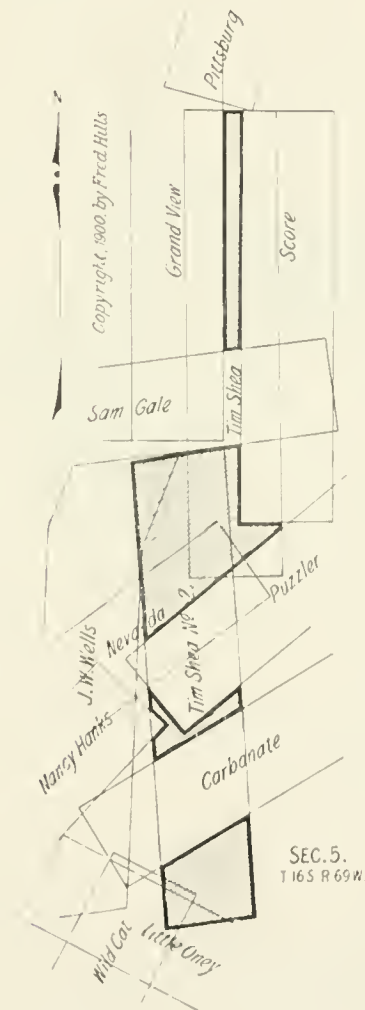 Pittsburg
Copyright, 1900, by Fred Hills
Grand View
Score
Tim Shea
Sam Gale
Puzzler
Nevada
Tim Shea No. 2.
J.W. Wells
Nancy Hanks
Carbanate
SEC. 5.
T 16 S R 69 W
Wild Cat
Little Oney